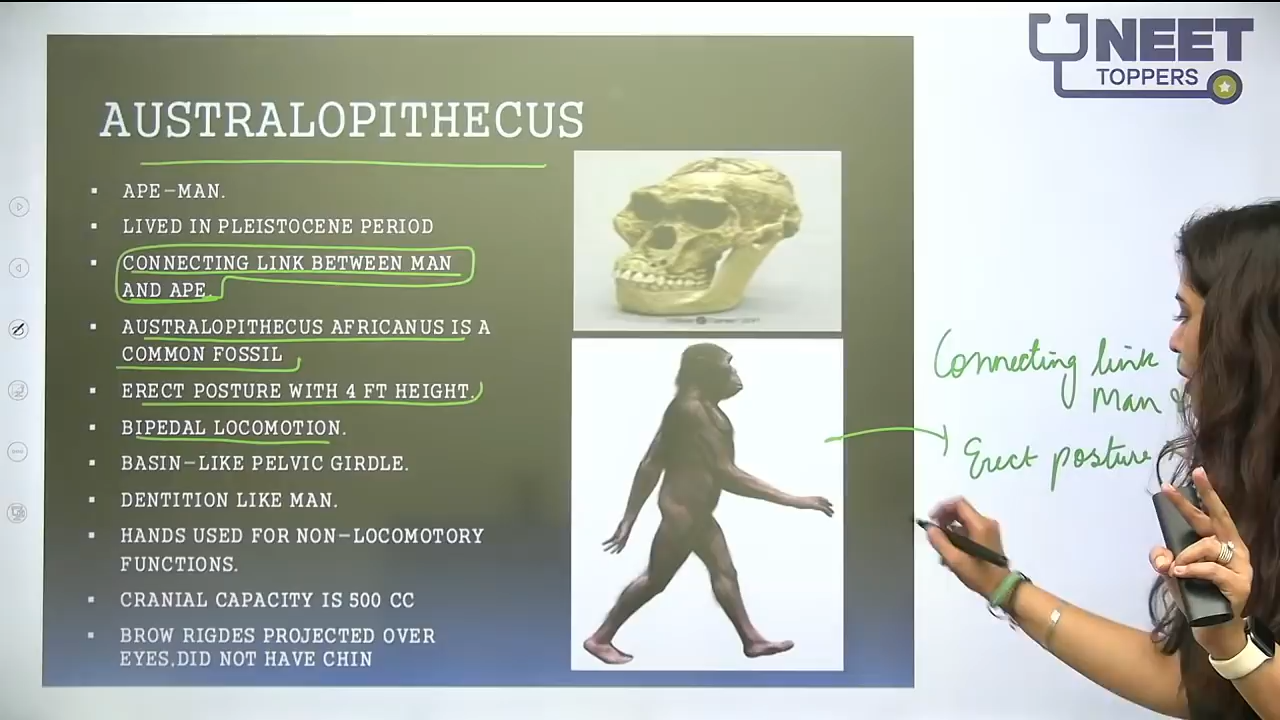 NEET
TOPPERS
AUSTRALOPITHECUS
▪ APE-MAN.
▪ LIVED IN PLEISTOCENE PERIOD
▪ CONNECTING LINK BETWEEN MAN
AND APE.
▪ AUSTRALOPITHECUS AFRICANUS IS A
COMMON FOSSIL
▪ ERECT POSTURE WITH 4 FT HEIGHT.
▪ BIPEDAL LOCOMOTION.
▪ BASIN-LIKE PELVIC GIRDLE.
▪ DENTITION LIKE MAN.
▪ HANDS USED FOR NON-LOCOMOTORY
FUNCTIONS.
▪ CRANIAL CAPACITY IS 500 CC
▪ BROW RIGDES PROJECTED OVER
EYES,DID NOT HAVE CHIN
Connecting link
Man
Erect posture